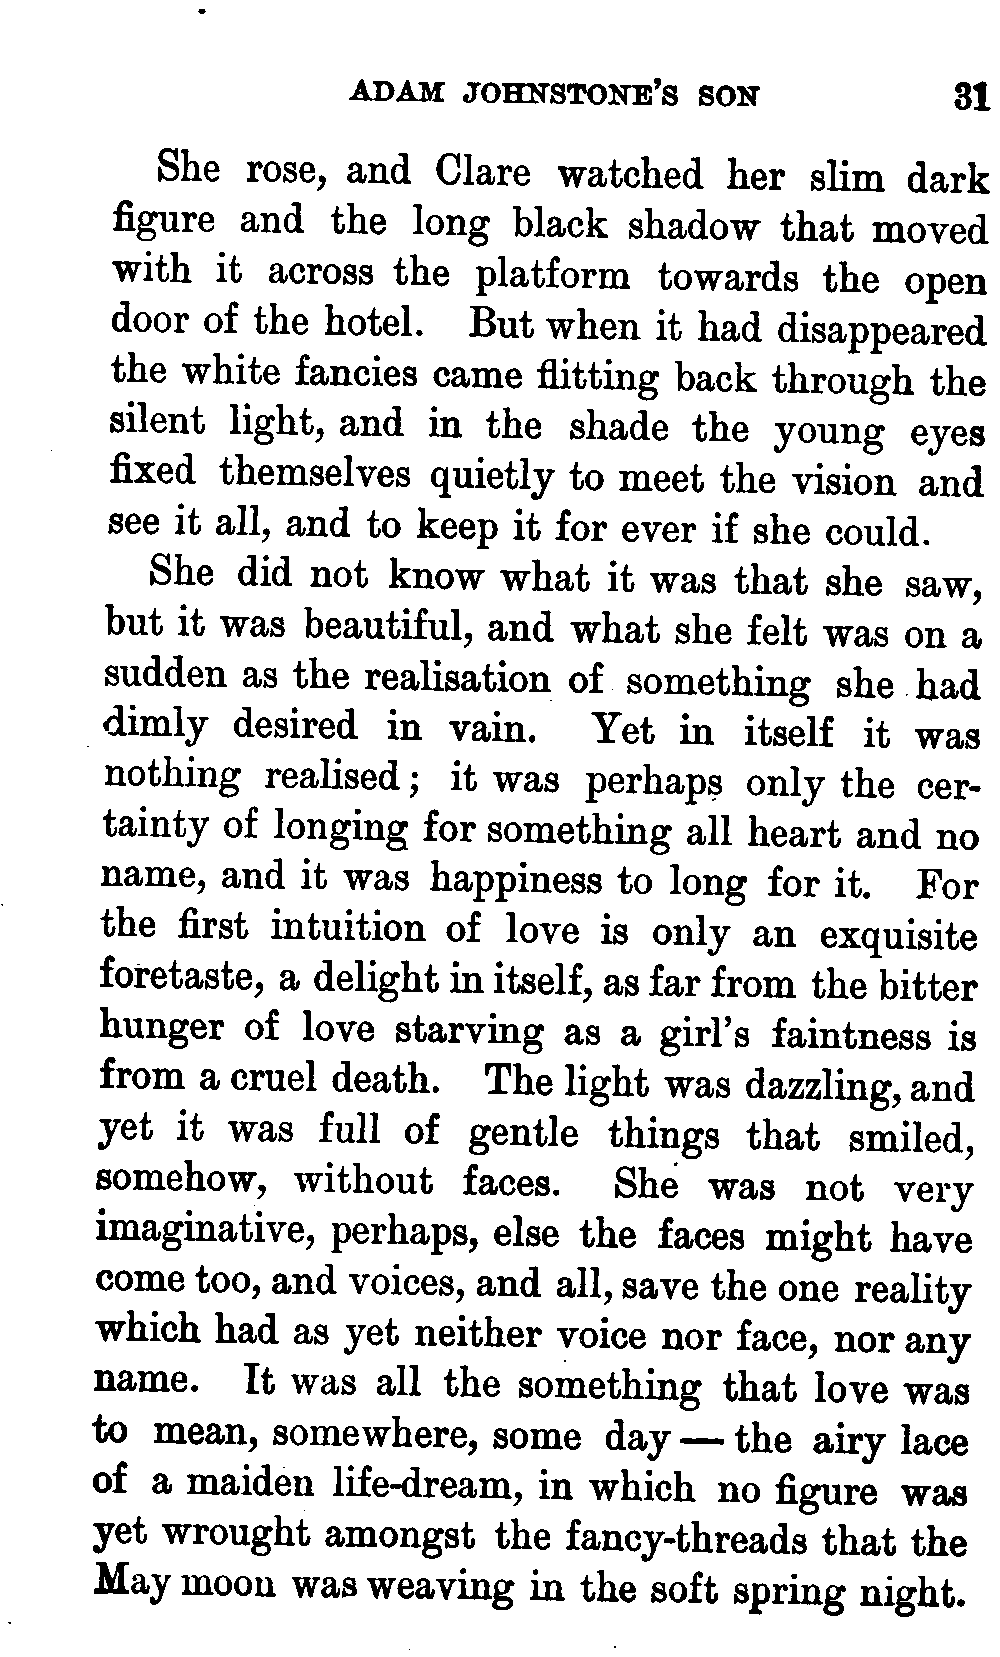 ADAM JOHNSTONE'S SON 31
She rose, and Clare watched her slim dark
figure and the long black shadow that moved
with it across the platform towards the open
door of the hotel. But when it had disappeared
the white fancies came flitting back through the
silent light, and in the shade the young eyes
fixed themselves quietly to meet the vision and
see it all, and to keep it for ever if she could.
She did not know what it was that she saw,
but it was beautiful, and what she felt was on a
sudden as the realisation of something she had
dimly desired in vain. Yet in itself it was
nothing realised; it was perhaps only the cer-
tainty of longing for something all heart and no
name, and it was happiness to long for it. For
the first intuition of love is only an exquisite
foretaste, a delight in itself, as far from the bitter
hunger of love starving as a girl's faintness is
from a cruel death. The light was dazzling, and
yet it was full of gentle things that smiled,
somehow, without faces. She was not very
imaginative, perhaps, else the faces might have
come too, and voices, and all, save the one reality
which had as yet neither voice nor face, nor any
name. It was all the something that love was
to mean, somewhere, some day — the airy lace
of a maiden life-dream, in which no figure was
yet wrought amongst the fancy-threads that the
May moon was weaving in the soft spring night.